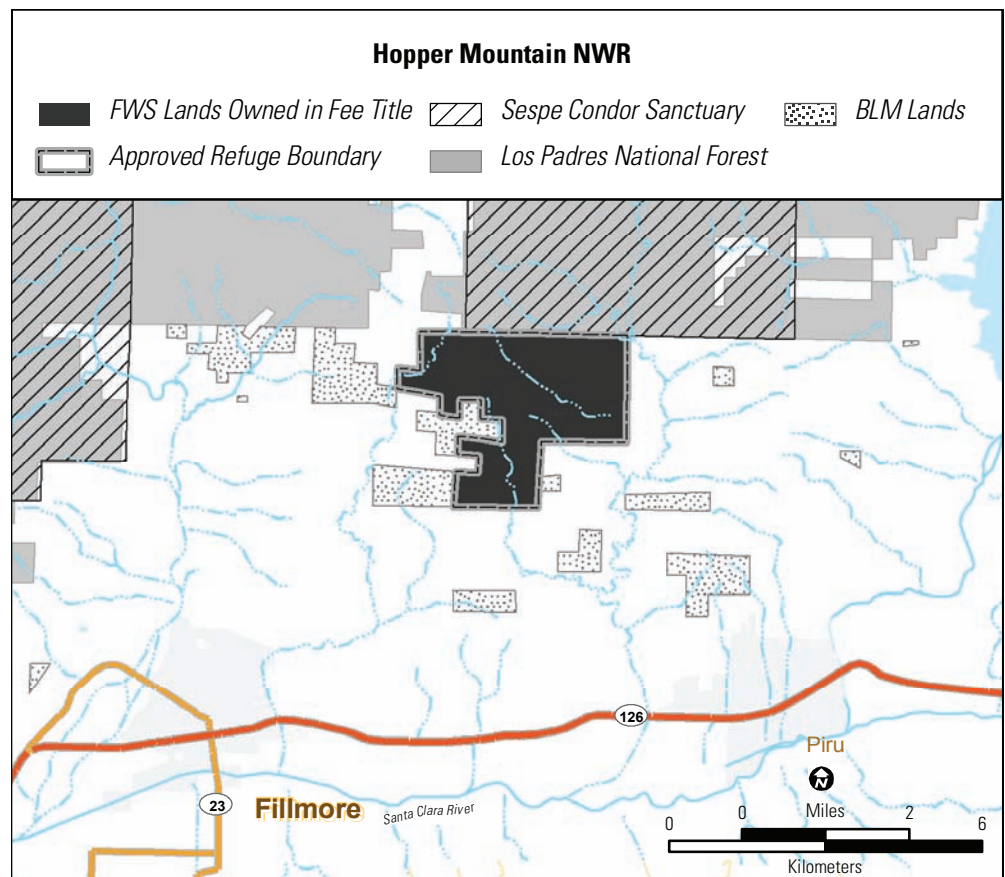 Hopper Mountain NWR
FWS Lands Owned in Fee Title
Sespe Condor Sanctuary
BLM Lands
Approved Refuge Boundary
Los Padres National Forest
126
Piru
N
23
Fillmore
Santa Clara River
0 Miles 2
0 6
Kilometers